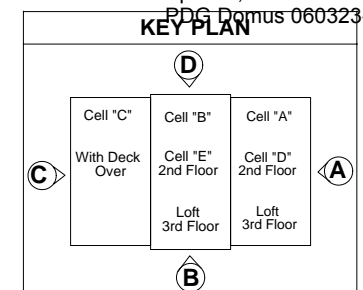 PDG Domus 060323
KEY PLAN
D
Cell "C"
With Deck
Over
Cell "B"
Cell "E"
2nd Floor
Loft
3rd Floor
Cell "A"
Cell "D"
2nd Floor
Loft
3rd Floor
C
A
B